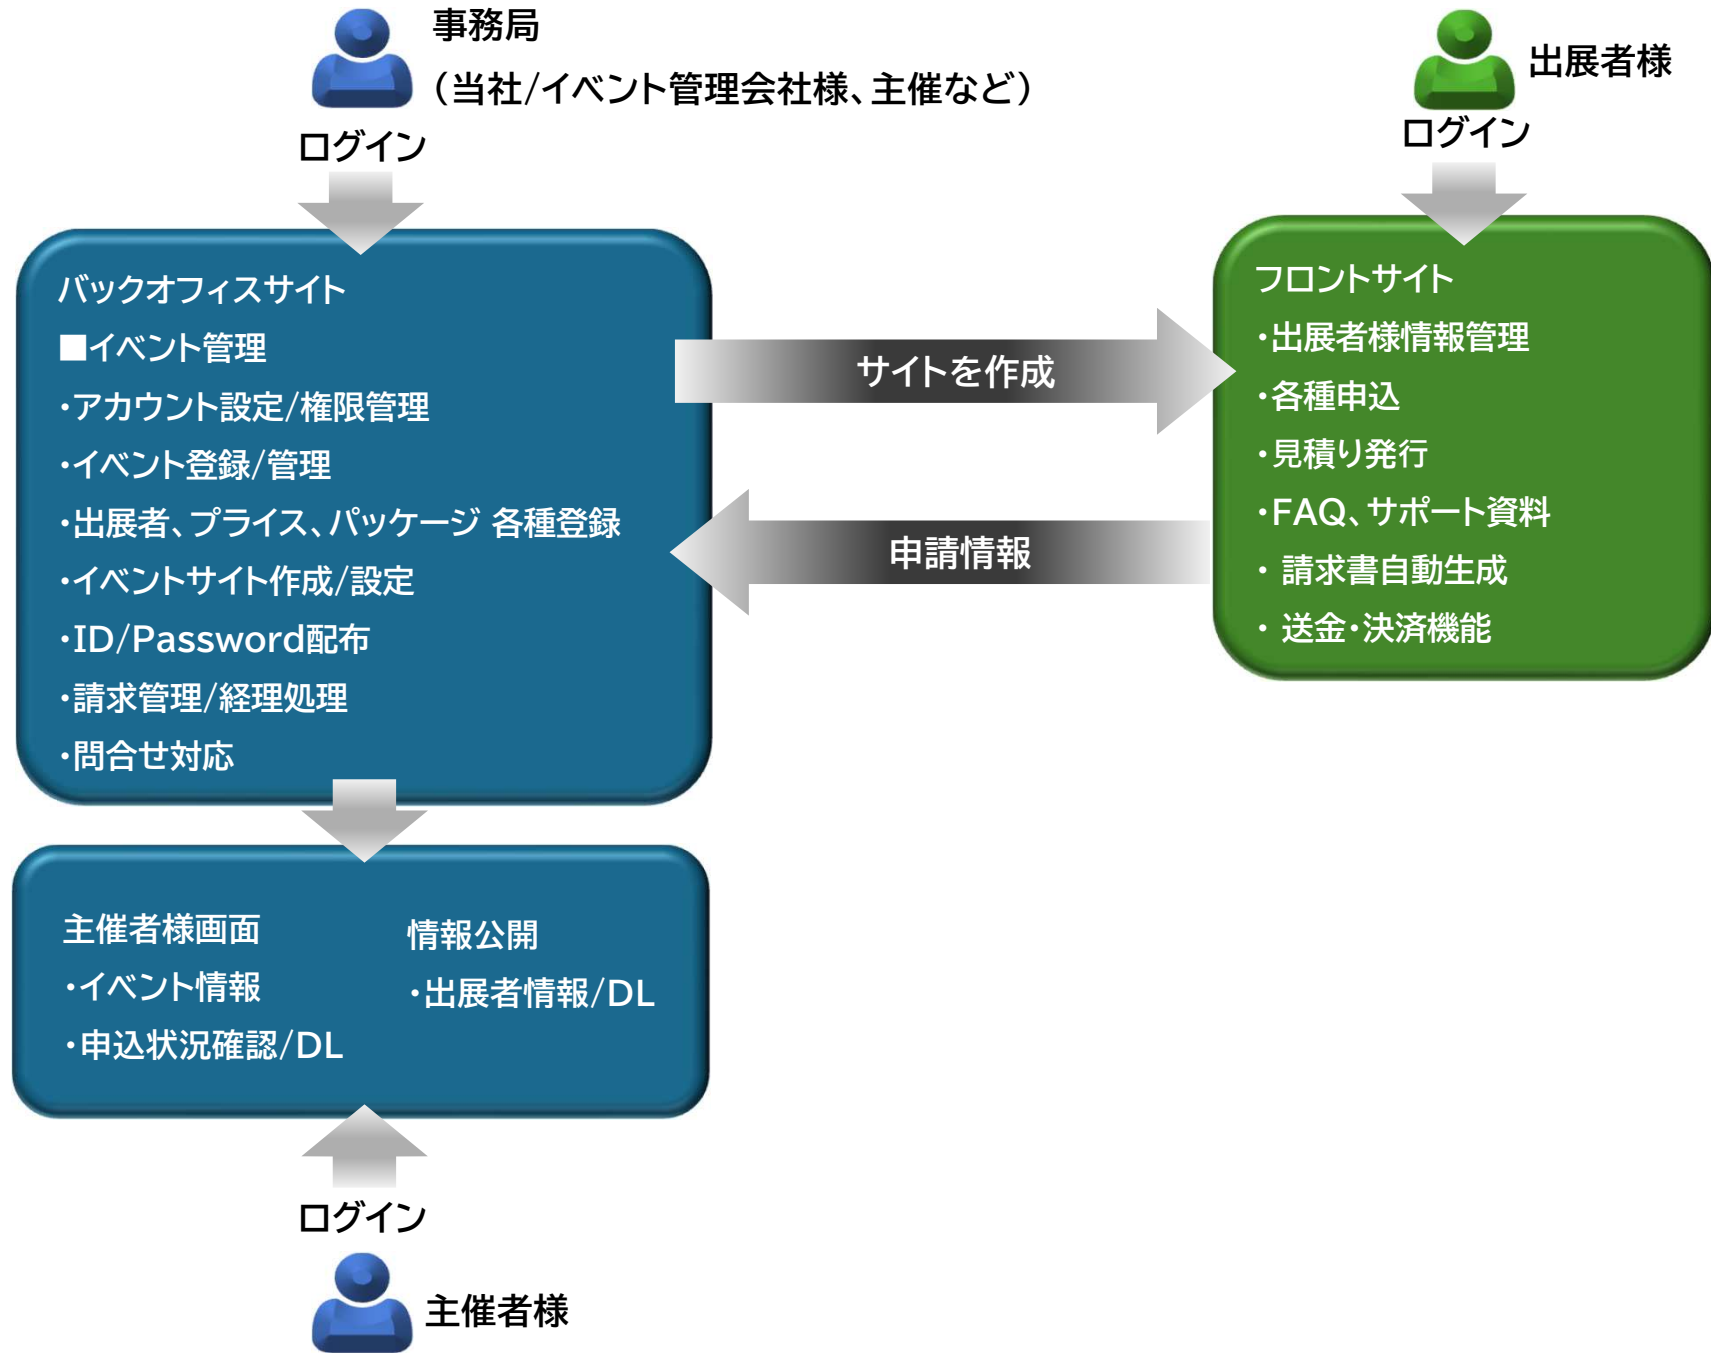 事務局
（当社/イベント管理会社様、主催など）
ログイン
バックオフィスサイト
■イベント管理
・アカウント設定/権限管理
・イベント登録/管理
・出展者、プライス、パッケージ 各種登録
・イベントサイト作成/設定
・ID/Password配布
・請求管理/経理処理
・問合せ対応
サイトを作成
申請情報
出展者様
ログイン
フロントサイト
・出展者様情報管理
・各種申込
・見積り発行
・FAQ、サポート資料
・ 請求書自動生成
・ 送金・決済機能
主催者様画面
・イベント情報
・申込状況確認/DL
情報公開
・出展者情報/DL
ログイン
主催者様